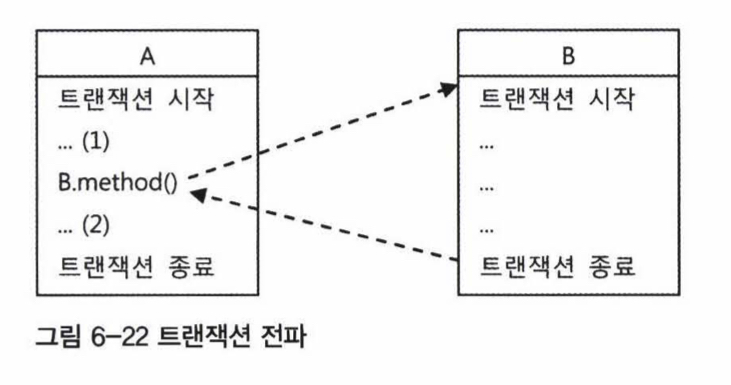 A
트랜잭션 시작
... (1)
B.method()
... (2)
트랜잭션 종료
B
트랜잭션 시작
...
...
...
트랜잭션 종료
그림 6-22 트랜잭션 전파